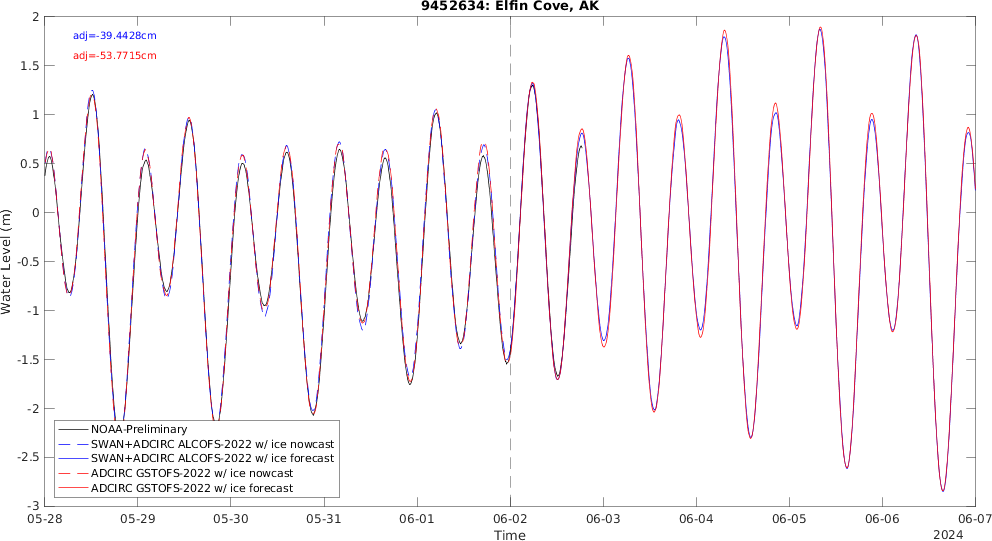 9452634: Elfin Cove, AK
adj=-39.4428cm
adj=-53.7715cm
Water Level (m)
2
1.5
1
0.5
0
-0.5
-1
-1.5
-2
-2.5
-3
NOAA-Preliminary
SWAN+ADCIRC ALCOFS-2022 w/ ice nowcast
SWAN+ADCIRC ALCOFS-2022 w/ ice forecast
ADCIRC GSTOFS-2022 w/ ice nowcast
ADCIRC GSTOFS-2022 w/ ice forecast
05-28 05-29 05-30 05-31 06-01 06-02 06-03 06-04 06-05 06-06 06-07
Time
2024